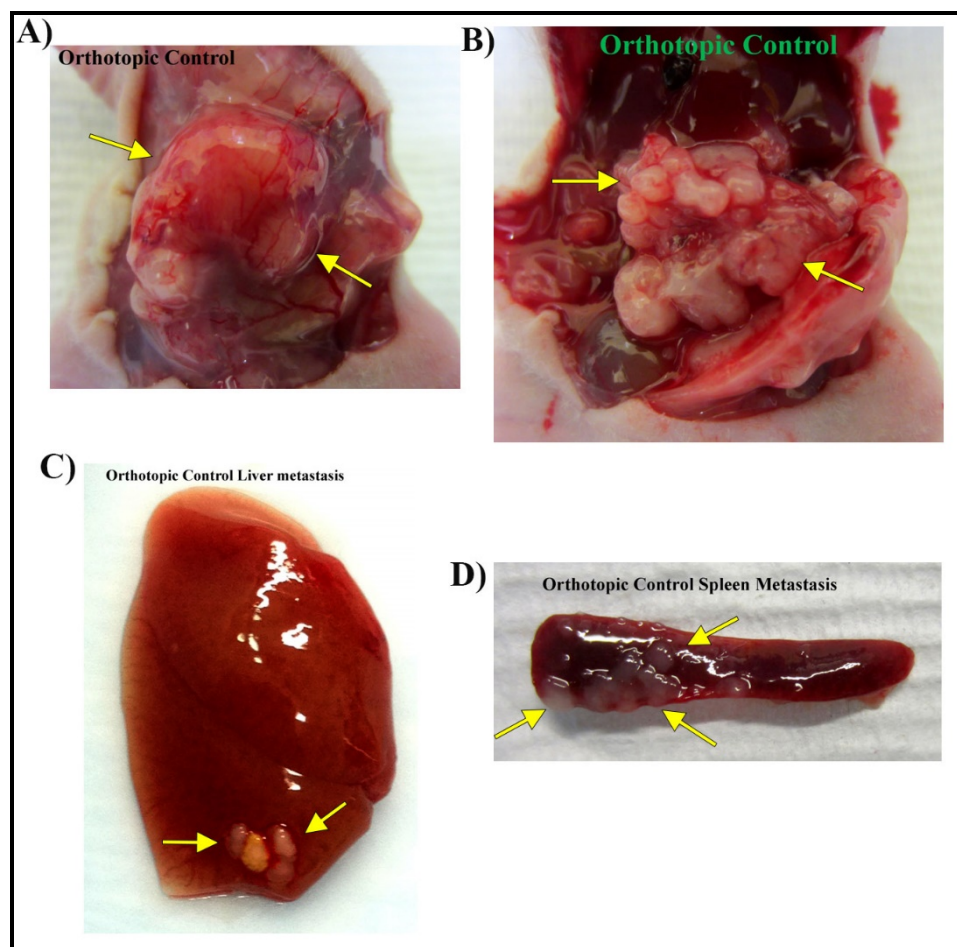 A)
Orthotopic Control
B)
Orthotopic Control
C)
Orthotopic Control Liver metastasis
D)
Orthotopic Control Spleen Metastasis